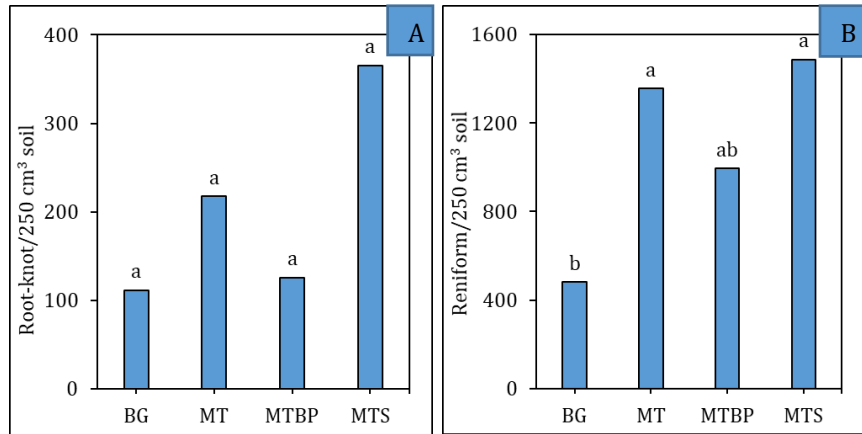 A
Root-knot/250 cm³ soil
400
300
200
100
0
a
a
a
a
BG MT MTBP MTS
B
Reniform/250 cm³ soil
1600
1200
800
400
0
b
a
ab
a
BG MT MTBP MTS